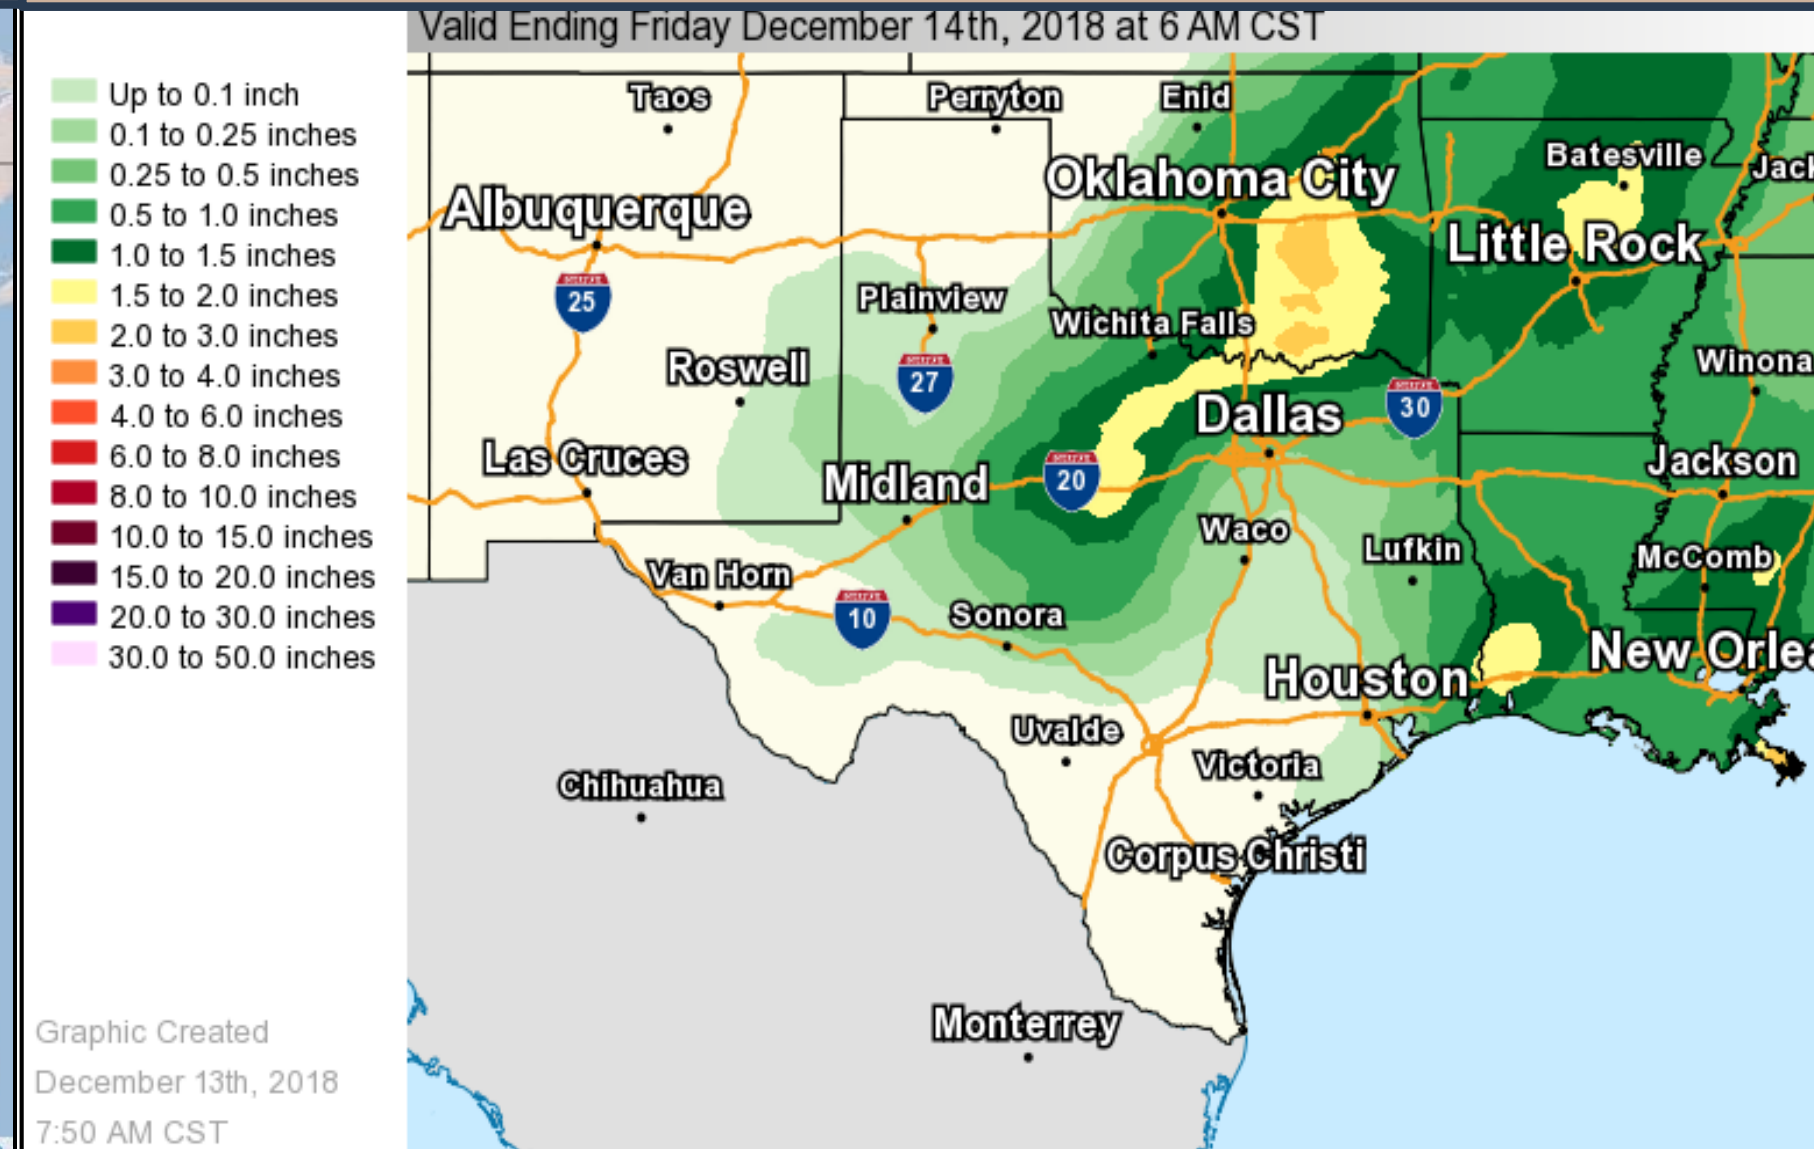 Valid Ending Friday December 14th, 2018 at 6 AM CST
Up to 0.1 inch
0.1 to 0.25 inches
0.25 to 0.5 inches
0.5 to 1.0 inches
1.0 to 1.5 inches
1.5 to 2.0 inches
2.0 to 3.0 inches
3.0 to 4.0 inches
4.0 to 6.0 inches
6.0 to 8.0 inches
8.0 to 10.0 inches
10.0 to 15.0 inches
15.0 to 20.0 inches
20.0 to 30.0 inches
30.0 to 50.0 inches
Graphic Created
December 13th, 2018
7:50 AM CST
Taos
Perryton
Enid
Batesville
Jack
Oklahoma City
Albuquerque
Little Rock
25
Plainview
Wichita Falls
Roswell
27
Winona
30
Dallas
Las Cruces
Midland
20
Jackson
Waco
Lufkin
McComb
Van Horn
10
Sonora
New Orlea
Houston
Uvalde
Victoria
Chihuahua
Corpus Christi
Monterrey